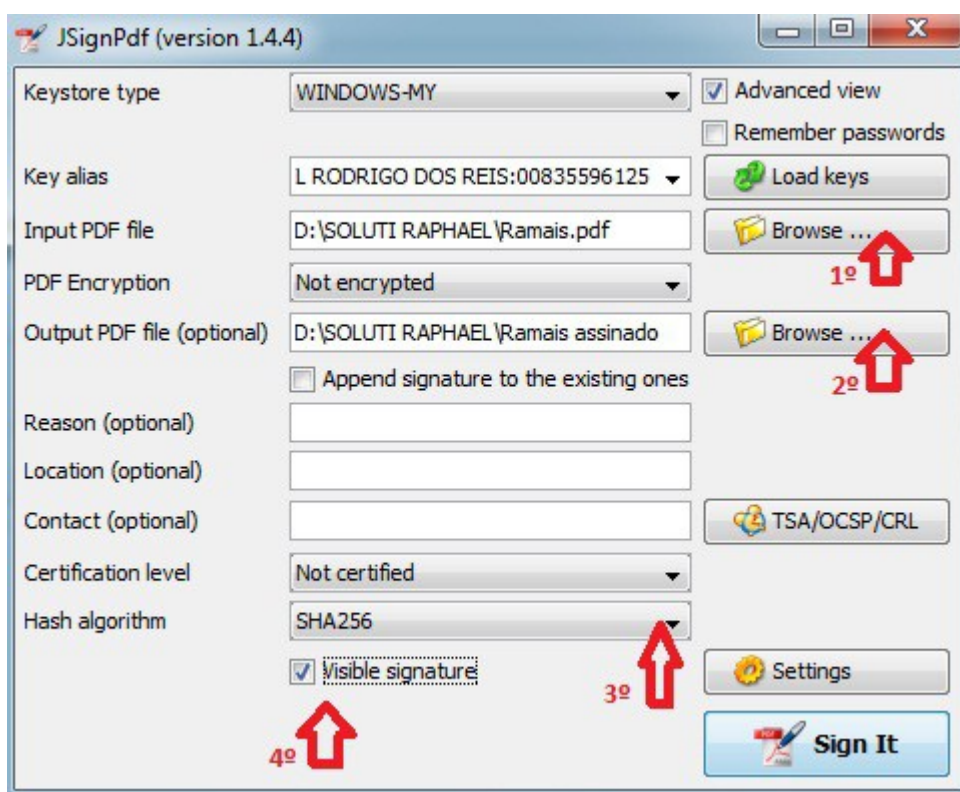 JSignPdf (version 1.4.4)
Keystore type WINDOWS-MY Advanced view
Remember passwords
Key alias L RODRIGO DOS REIS:00835596125 Load keys
Input PDF file D:\SOLUTI RAPHAEL\Ramais.pdf Browse ...
1º
PDF Encryption Not encrypted
Output PDF file (optional) D:\SOLUTI RAPHAEL\Ramais assinado Browse ...
Append signature to the existing ones
2º
Reason (optional)
Location (optional)
Contact (optional) TSA/OCSP/CRL
Certification level Not certified
Hash algorithm SHA256
Visible signature Settings
3º
4º
Sign It